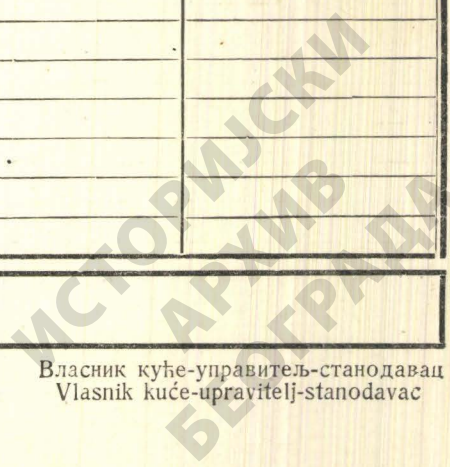 ИСТОРИЈСКИ
АРХИВ
БЕОГРАДА
Власник куће-управитељ-станодавац
Vlasnik kuće-upravitelj-stanodavac